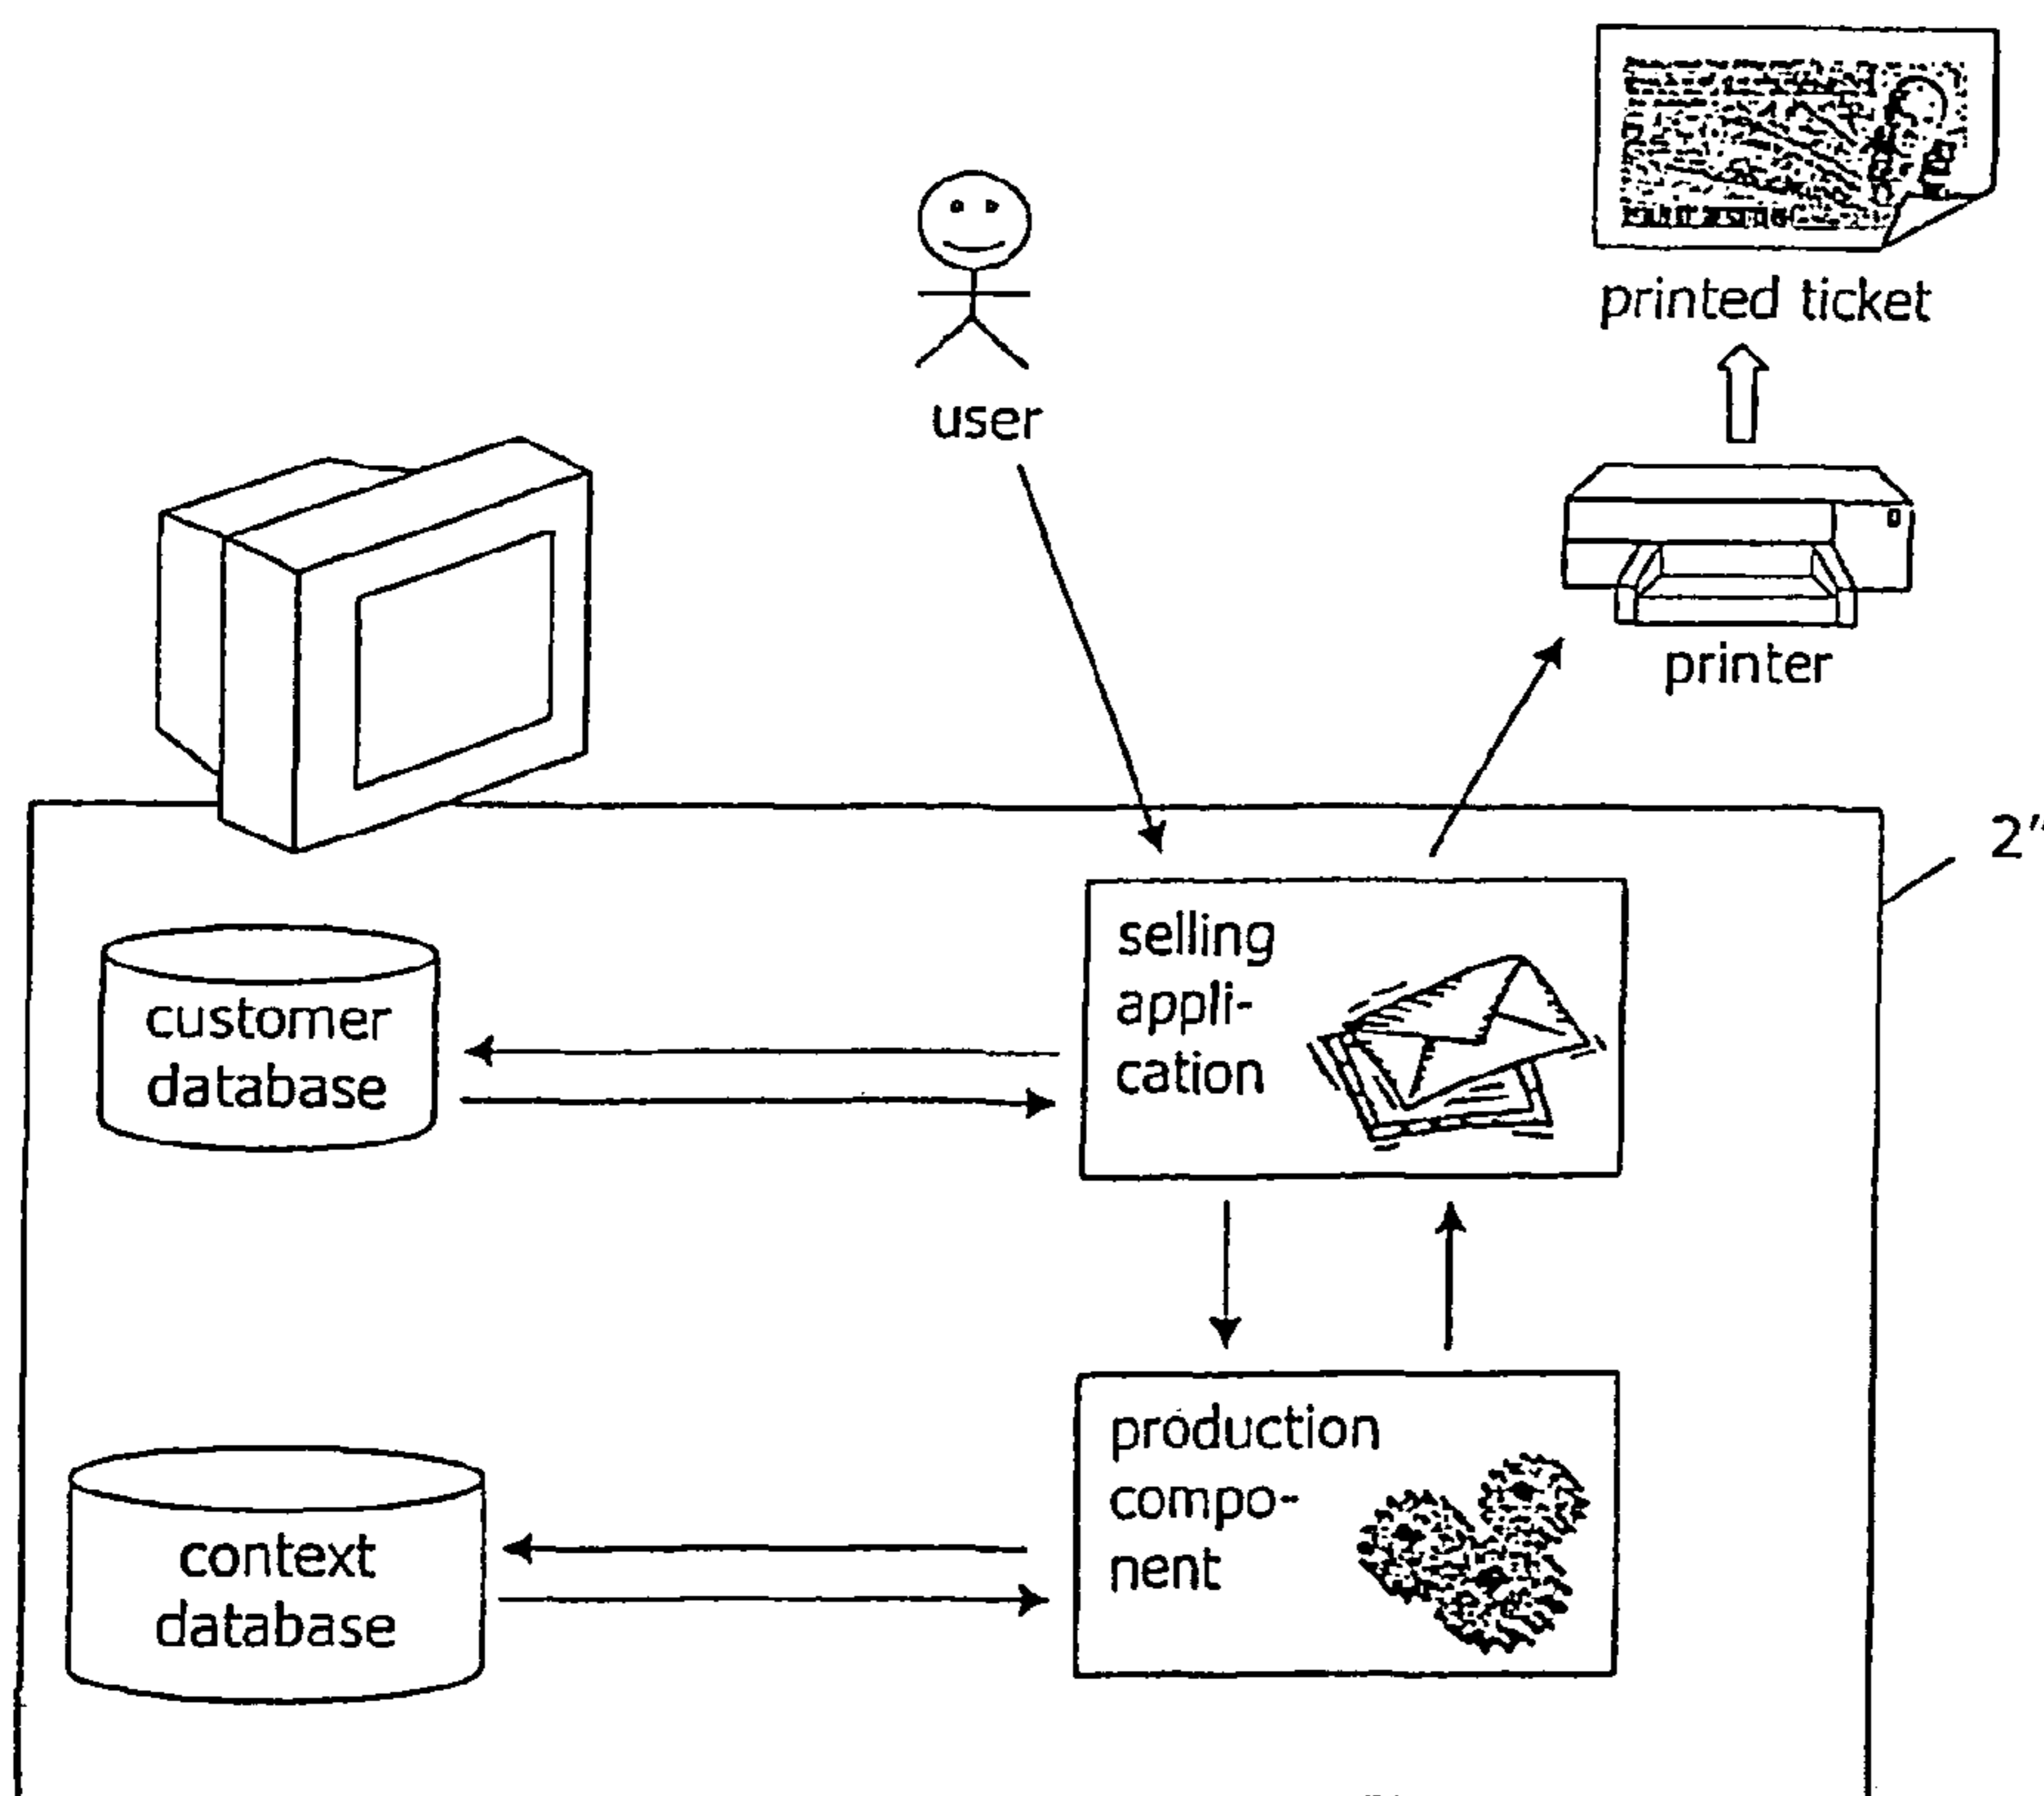 printed ticket
user
printer
2"
selling
appli-
cation
customer
database
production
compo-
nent
context
database